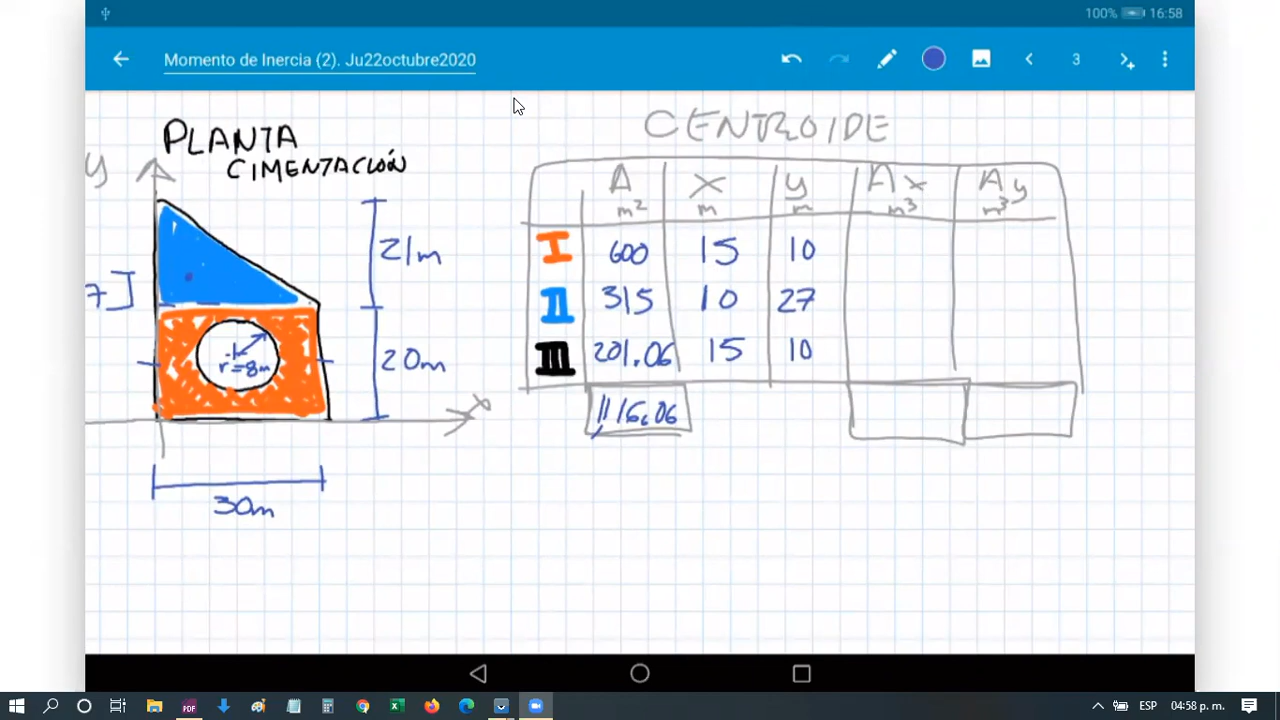 100% 16:58
Momento de Inercia (2). Ju22octubre2020
3
PLANTA
CIMENTACIÓN
y
21m
7
20m
r=8m
x
30m
CENTROIDE
A x y Ax Ay
m² m m m³ m³
I 600 15 10
II 315 10 27
III 201.06 15 10
1116.06
PDF
ESP 04:58 p. m.